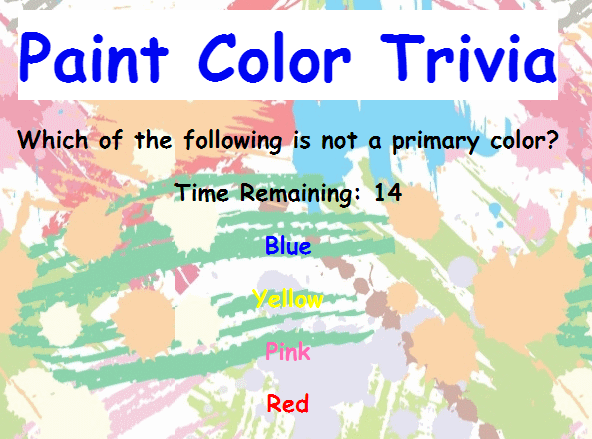 Paint Color Trivia
Which of the following is not a primary color?
Time Remaining: 14
Blue
Yellow
Pink
Red